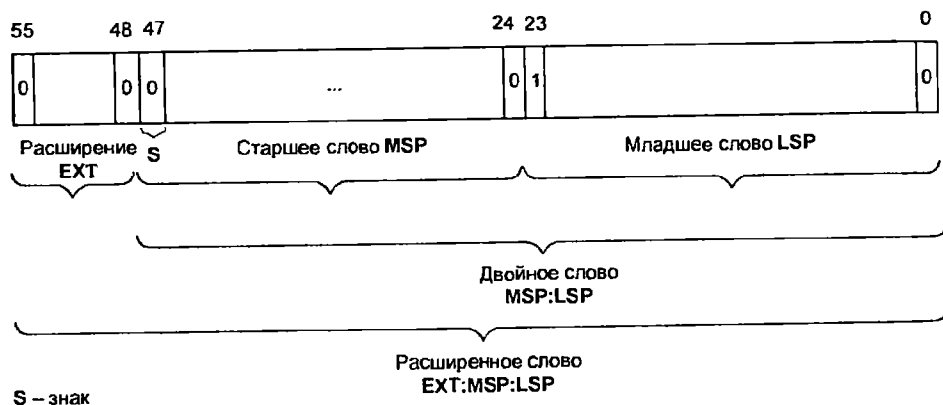 55 48 47 24 23 0
0 0 0 ... 0 1 0
Расширение EXT
S
Старшее слово MSP
Младшее слово LSP
Двойное слово
MSP:LSP
Расширенное слово
EXT:MSP:LSP
S – знак